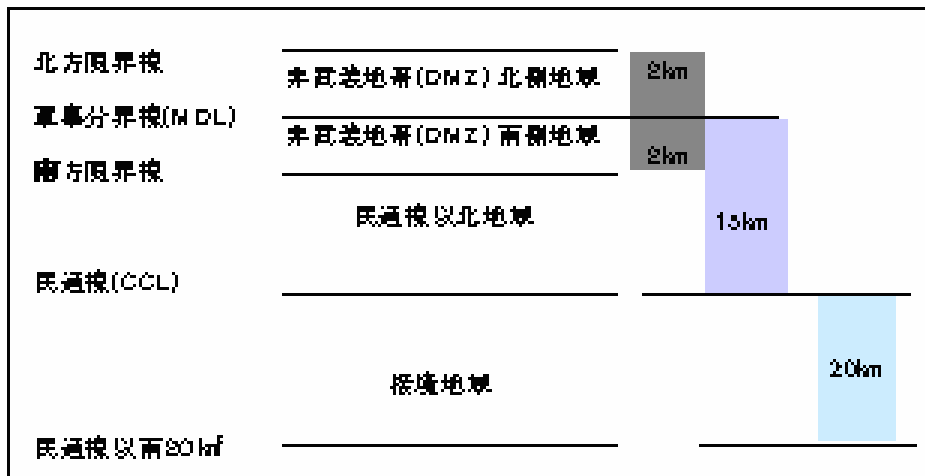 北方限界線
非武装地帯(DMZ)北側地域
2km
軍事分界線(MDL)
非武装地帯(DMZ)南側地域
2km
南方限界線
民通線以北地域
15km
民通線(CCL)
20km
接境地域
民通線以南20k㎡